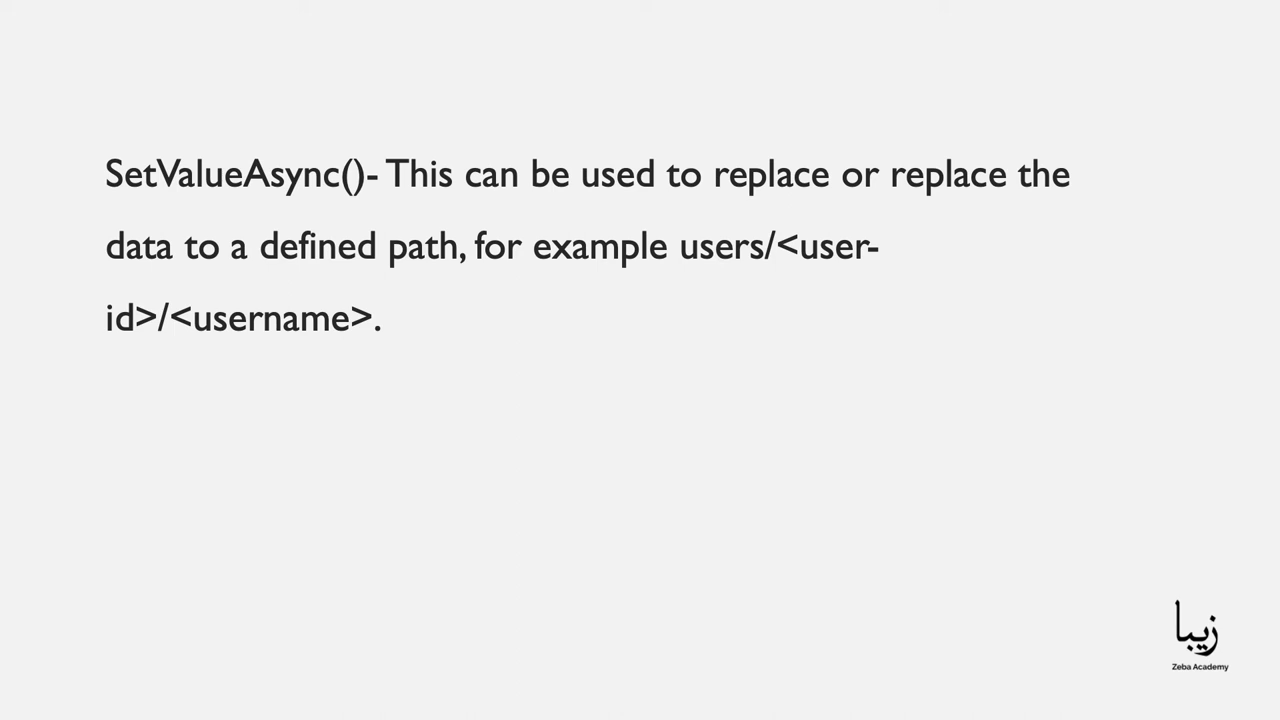 SetValueAsync()- This can be used to replace or replace the
data to a defined path, for example users/<user-
id>/<username>.
زیبا
Zeba Academy